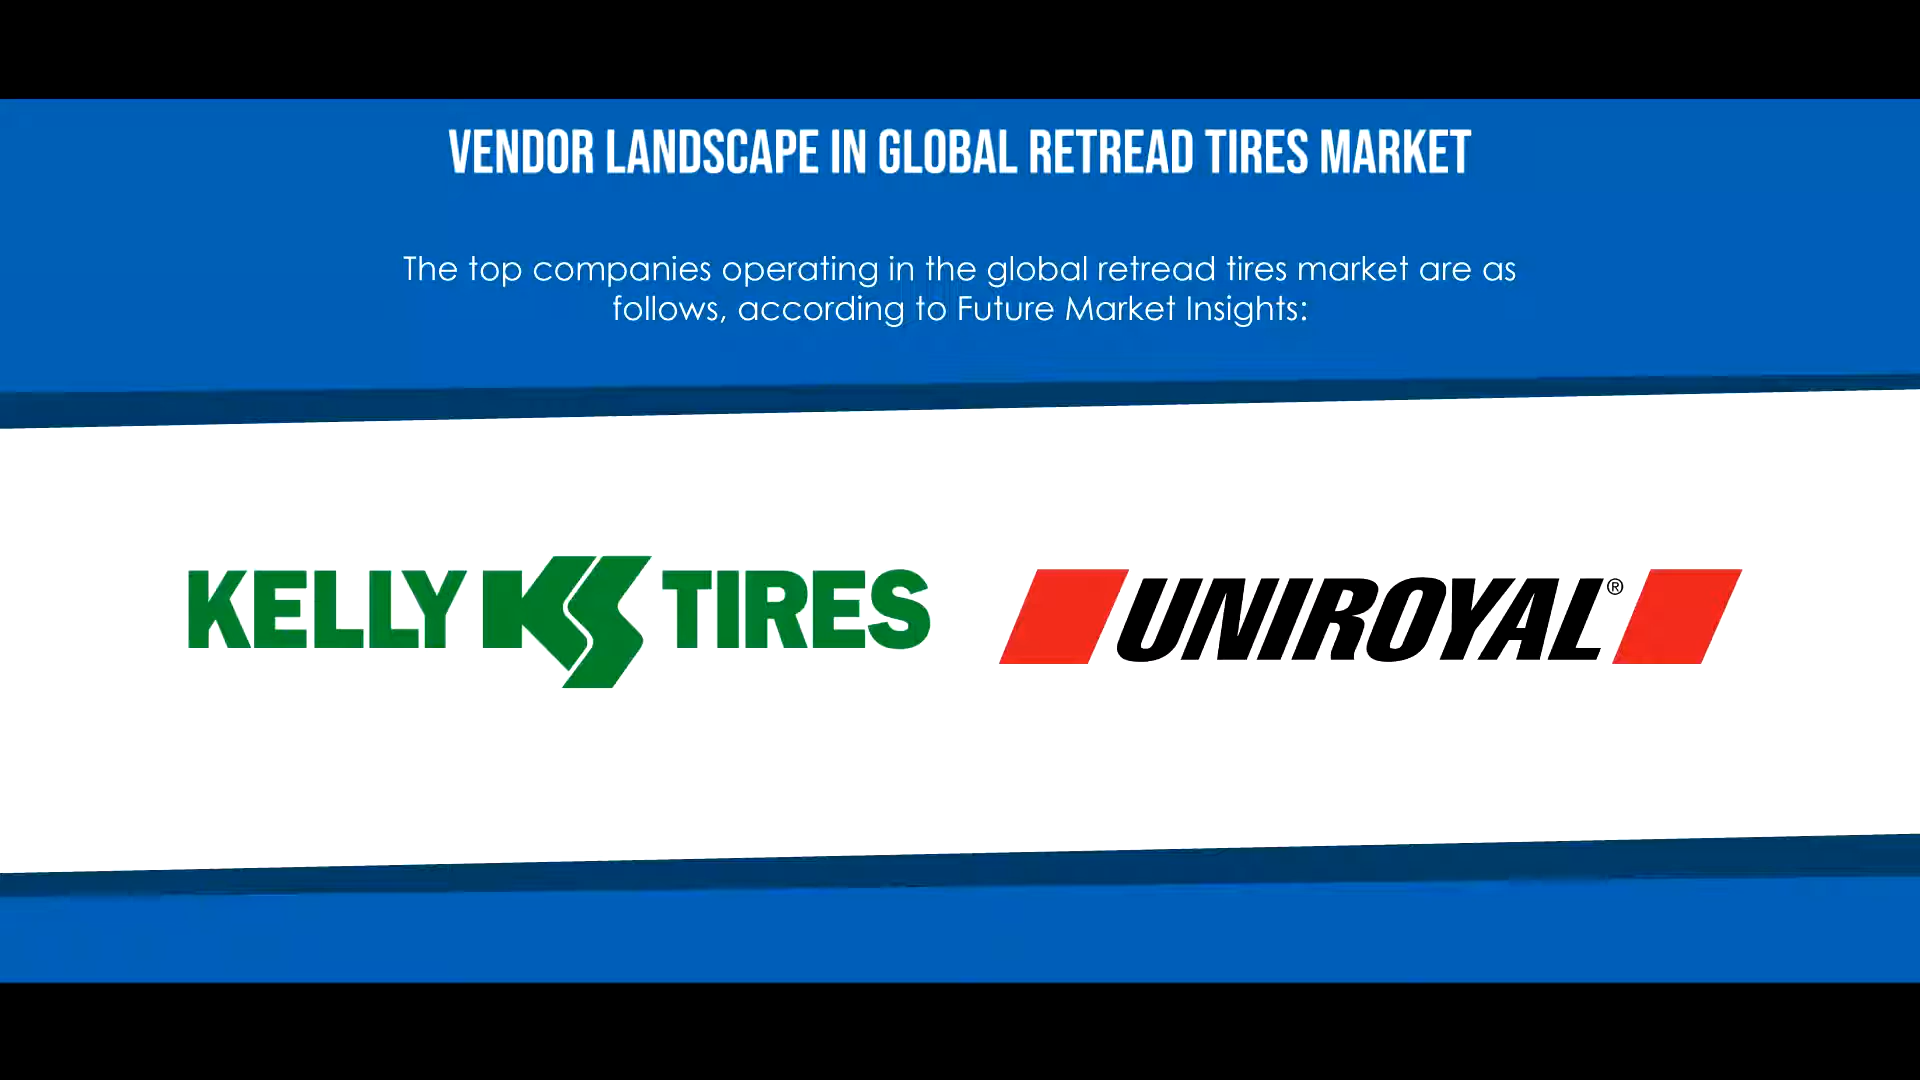 VENDOR LANDSCAPE IN GLOBAL RETREAD TIRES MARKET
The top companies operating in the global retread tires market are as
follows, according to Future Market Insights:
KELLY KS TIRES
UNIROYAL®